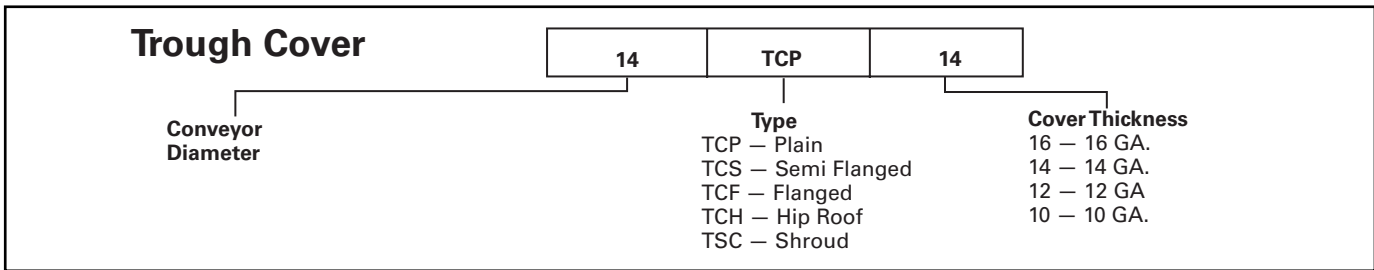 Trough Cover
14 TCP 14
Conveyor
Diameter
Type
TCP — Plain
TCS — Semi Flanged
TCF — Flanged
TCH — Hip Roof
TSC — Shroud
Cover Thickness
16 — 16 GA.
14 — 14 GA.
12 — 12 GA
10 — 10 GA.